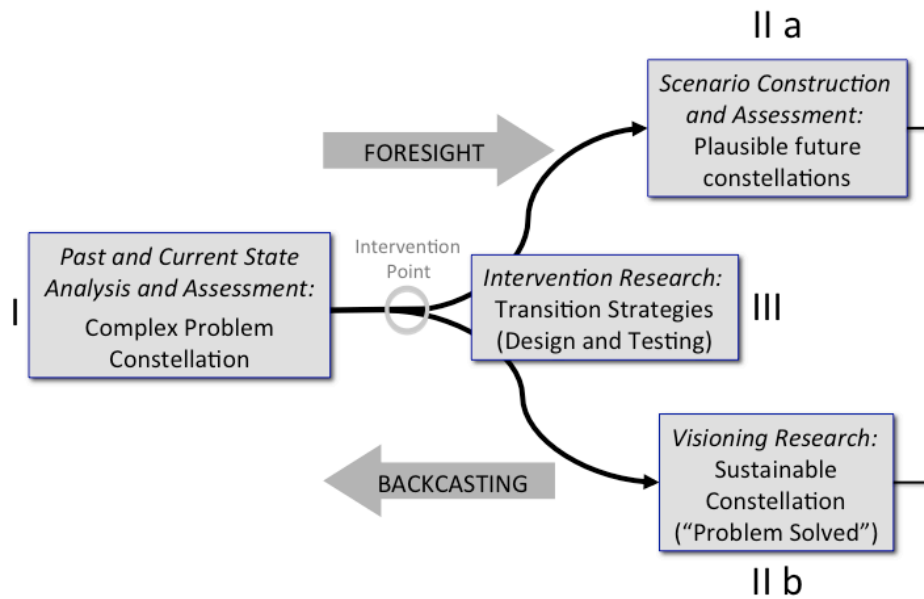 II a
Scenario Construction
and Assessment:
Plausible future
constellations
FORESIGHT
Intervention
Point
I
Past and Current State
Analysis and Assessment:
Complex Problem
Constellation
Intervention Research:
Transition Strategies
(Design and Testing)
III
BACKCASTING
Visioning Research:
Sustainable
Constellation
(“Problem Solved”)
II b